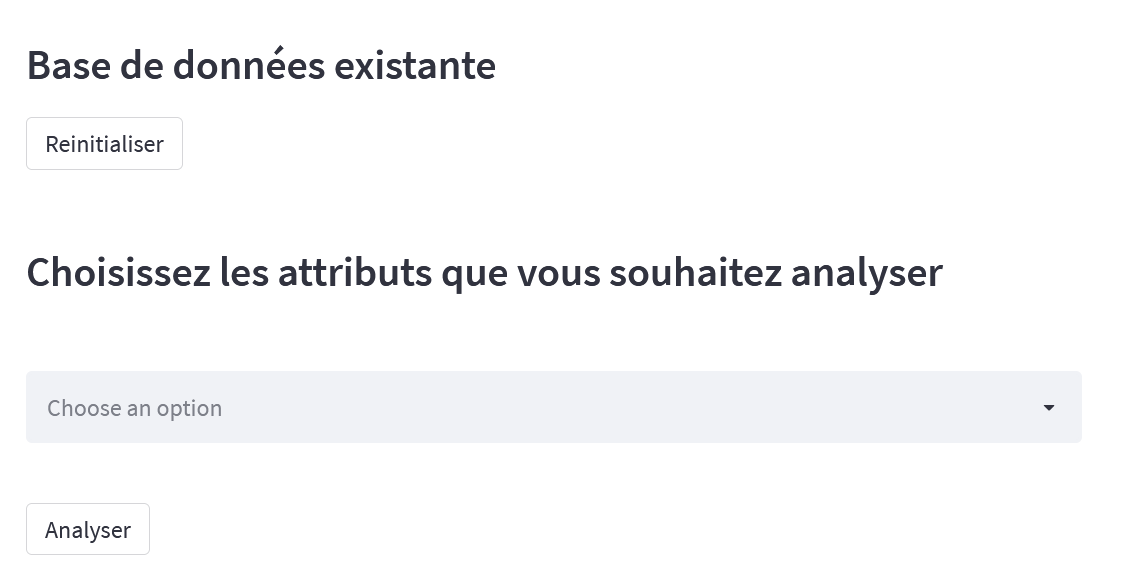 Base de données existante
Reinitialiser
Choisissez les attributs que vous souhaitez analyser
Choose an option
Analyser